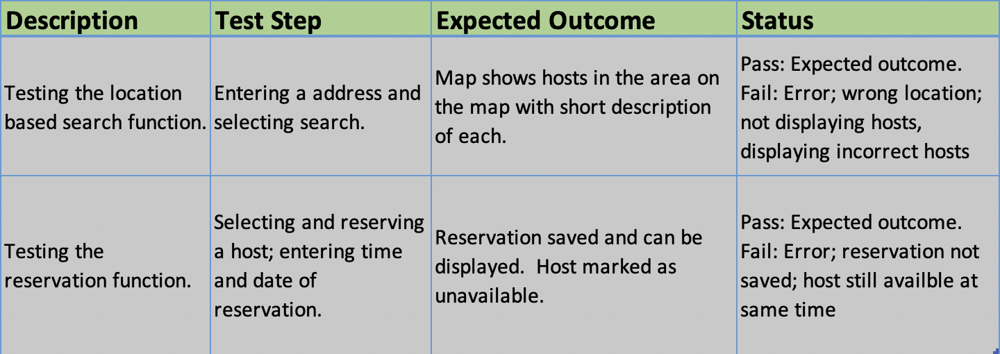 Description
Test Step
Expected Outcome
Status
Testing the location
based search function.
Entering a address and
selecting search.
Map shows hosts in the area on
the map with short description
of each.
Pass: Expected outcome.
Fail: Error; wrong location;
not displaying hosts,
displaying incorrect hosts
Testing the
reservation function.
Selecting and reserving
a host; entering time
and date of
reservation.
Reservation saved and can be
displayed.  Host marked as
unavailable.
Pass: Expected outcome.
Fail: Error; reservation not
saved; host still availble at
same time